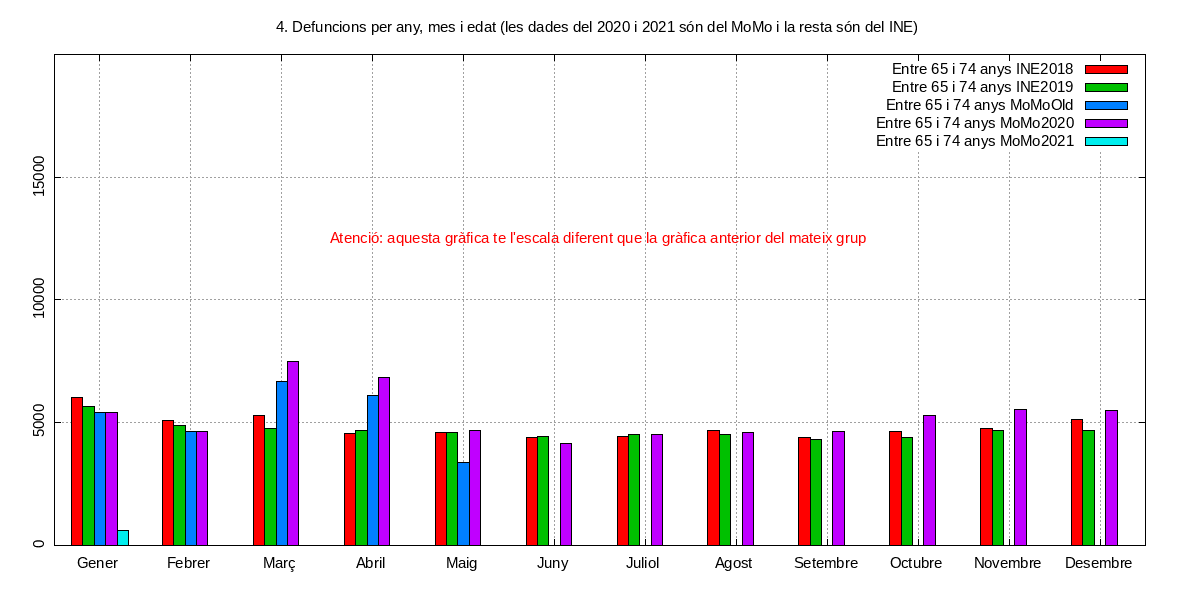 4. Defuncions per any, mes i edat (les dades del 2020 i 2021 són del MoMo i la resta són del INE)
Entre 65 i 74 anys INE2018
Entre 65 i 74 anys INE2019
Entre 65 i 74 anys MoMoOld
Entre 65 i 74 anys MoMo2020
Entre 65 i 74 anys MoMo2021
15000
Atenció: aquesta gràfica te l'escala diferent que la gràfica anterior del mateix grup
10000
5000
0
Gener Febrer Març Abril Maig Juny Juliol Agost Setembre Octubre Novembre Desembre